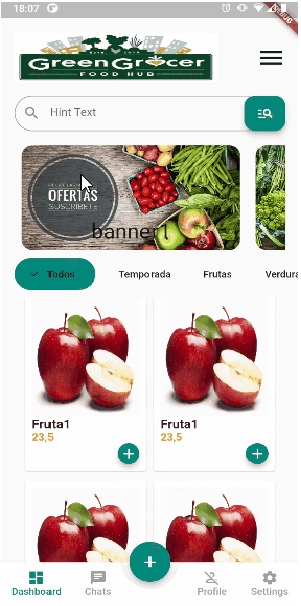 18:07
GreenGrocer
FOOD HUB
Hint Text
OFERTAS
SUSCRIBETE
banner1
Todos
Temporada
Frutas
Verdura
Fruta1
23,5
Fruta1
23,5
Dashboard
Chats
Profile
Settings